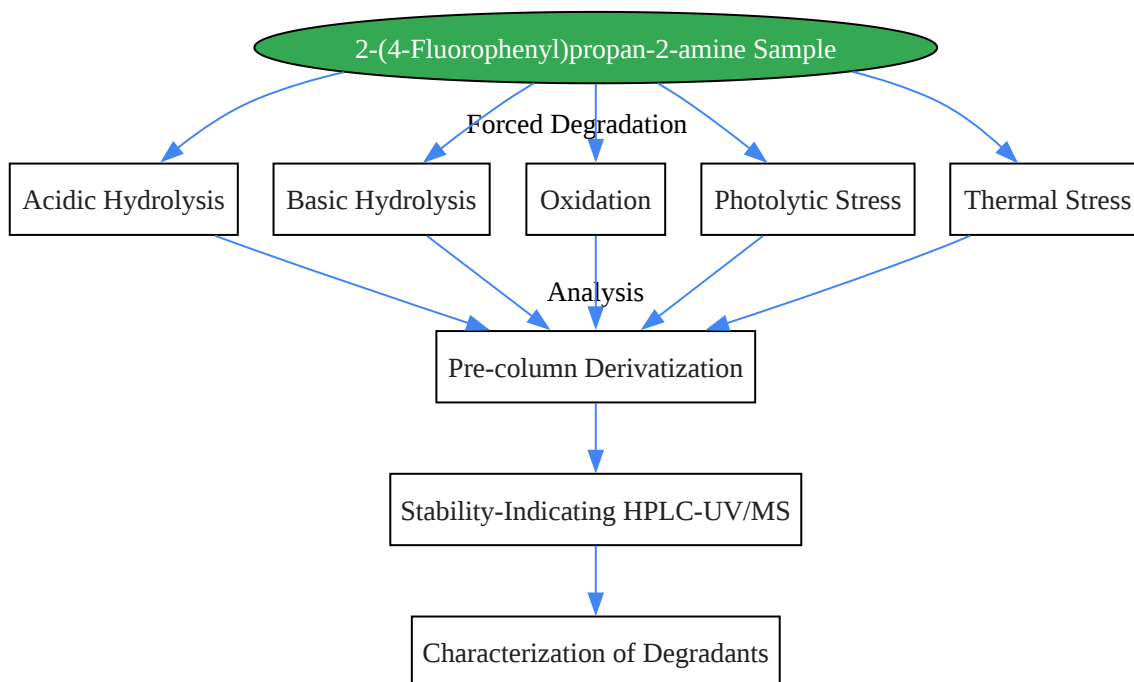 2-(4-Fluorophenyl)propan-2-amine Sample
Forced Degradation
Acidic Hydrolysis
Basic Hydrolysis
Oxidation
Photolytic Stress
Thermal Stress
Analysis
Pre-column Derivatization
Stability-Indicating HPLC-UV/MS
Characterization of Degradants